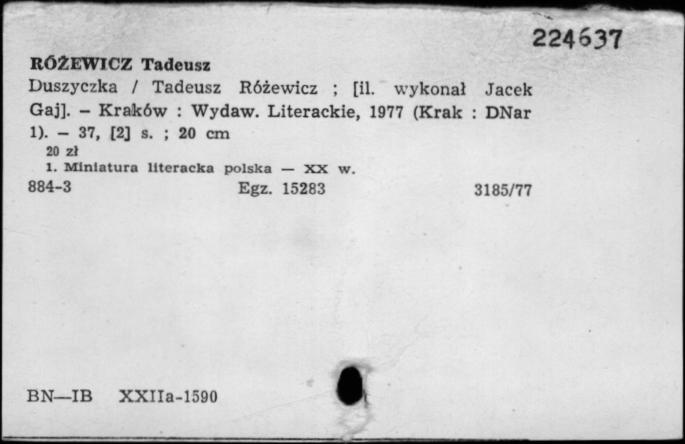 224637
RÓŻEWICZ Tadeusz
Duszyczka / Tadeusz Różewicz ; [il. wykonał Jacek
Gaj]. — Kraków : Wydaw. Literackie, 1977 (Krak : DNar
1). — 37, [2] s. ; 20 cm
20 zł
1. Miniatura literacka polska — XX w.
884-3 Egz. 15283 3185/77
BN—IB XXIIa-1590